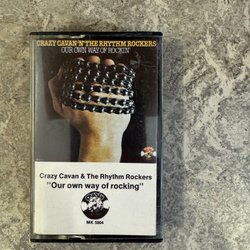 CRAZY CAVAN 'N' THE RHYTHM ROCKERS
OUR OWN WAY OF ROCKIN'
Crazy Cavan & The Rhythm Rockers
"Our own way of rocking"
MK 5004